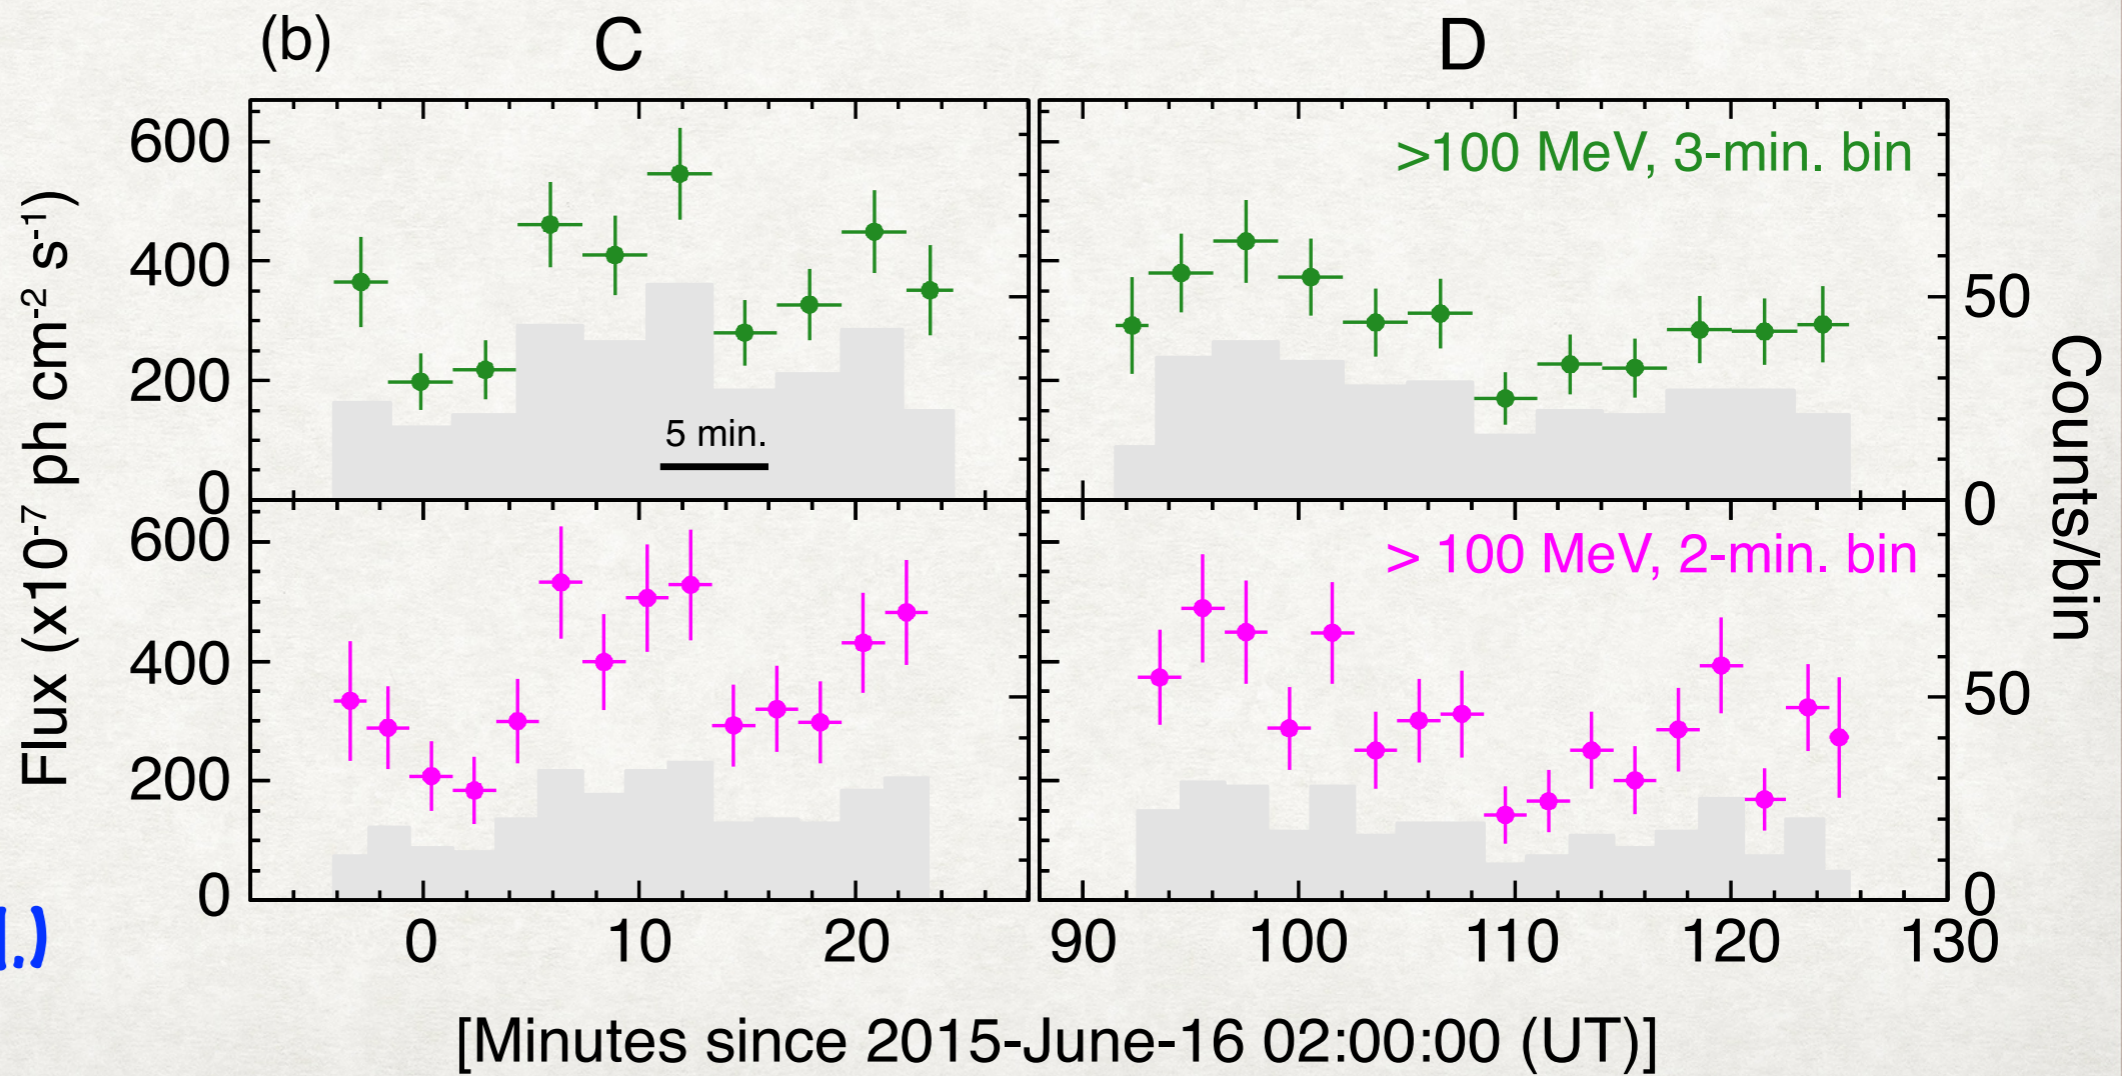 (b)
C
D
>100 MeV, 3-min. bin
600
400
200
0
5 min.
50
0
> 100 MeV, 2-min. bin
600
400
200
0
50
0
Flux (x10⁻⁷ ph cm⁻² s⁻¹)
Counts/bin
0 10 20 90 100 110 120 130
[Minutes since 2015-June-16 02:00:00 (UT)]
.)